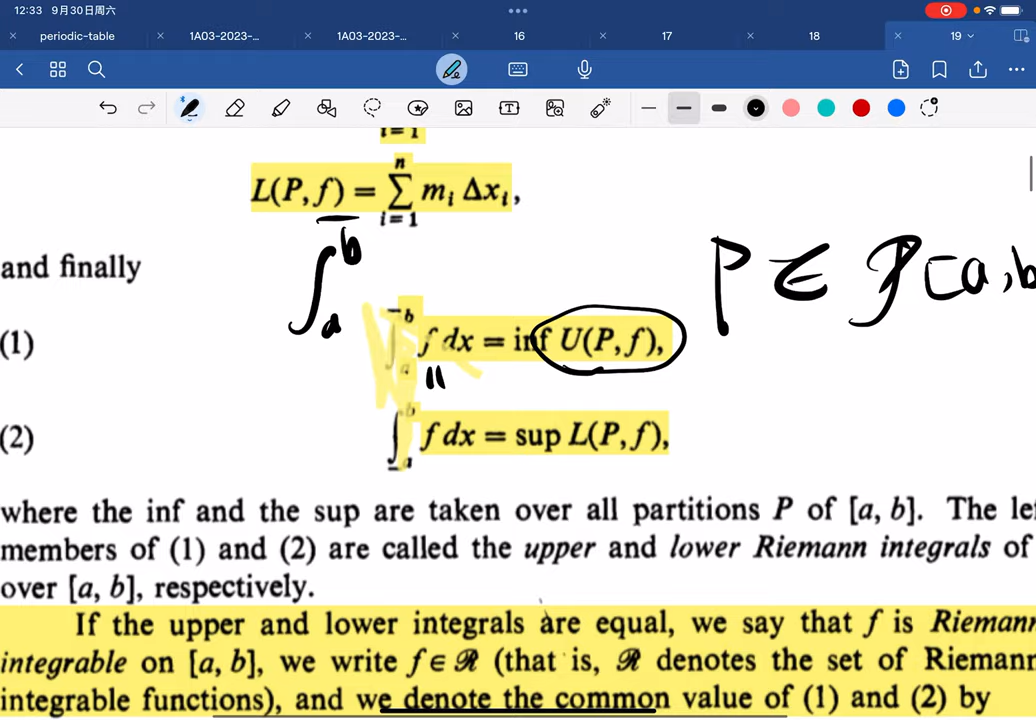 12:33 9月30日周六
periodic-table 1A03-2023-... 1A03-2023-... 16 17 18 19
i=1
n
L(P, f) = ∑ m_i Δx_i,
i=1
and finally
∫_a^b
P ∈ 𝒫[a, b
(1) ∫_a^b f dx = inf U(P, f),
(2) ∫_a^b f dx = sup L(P, f),
where the inf and the sup are taken over all partitions P of [a, b]. The le
members of (1) and (2) are called the upper and lower Riemann integrals of
over [a, b], respectively.
If the upper and lower integrals are equal, we say that f is Riemann
integrable on [a, b], we write f ∈ ℛ (that is, ℛ denotes the set of Riemann
integrable functions), and we denote the common value of (1) and (2) by